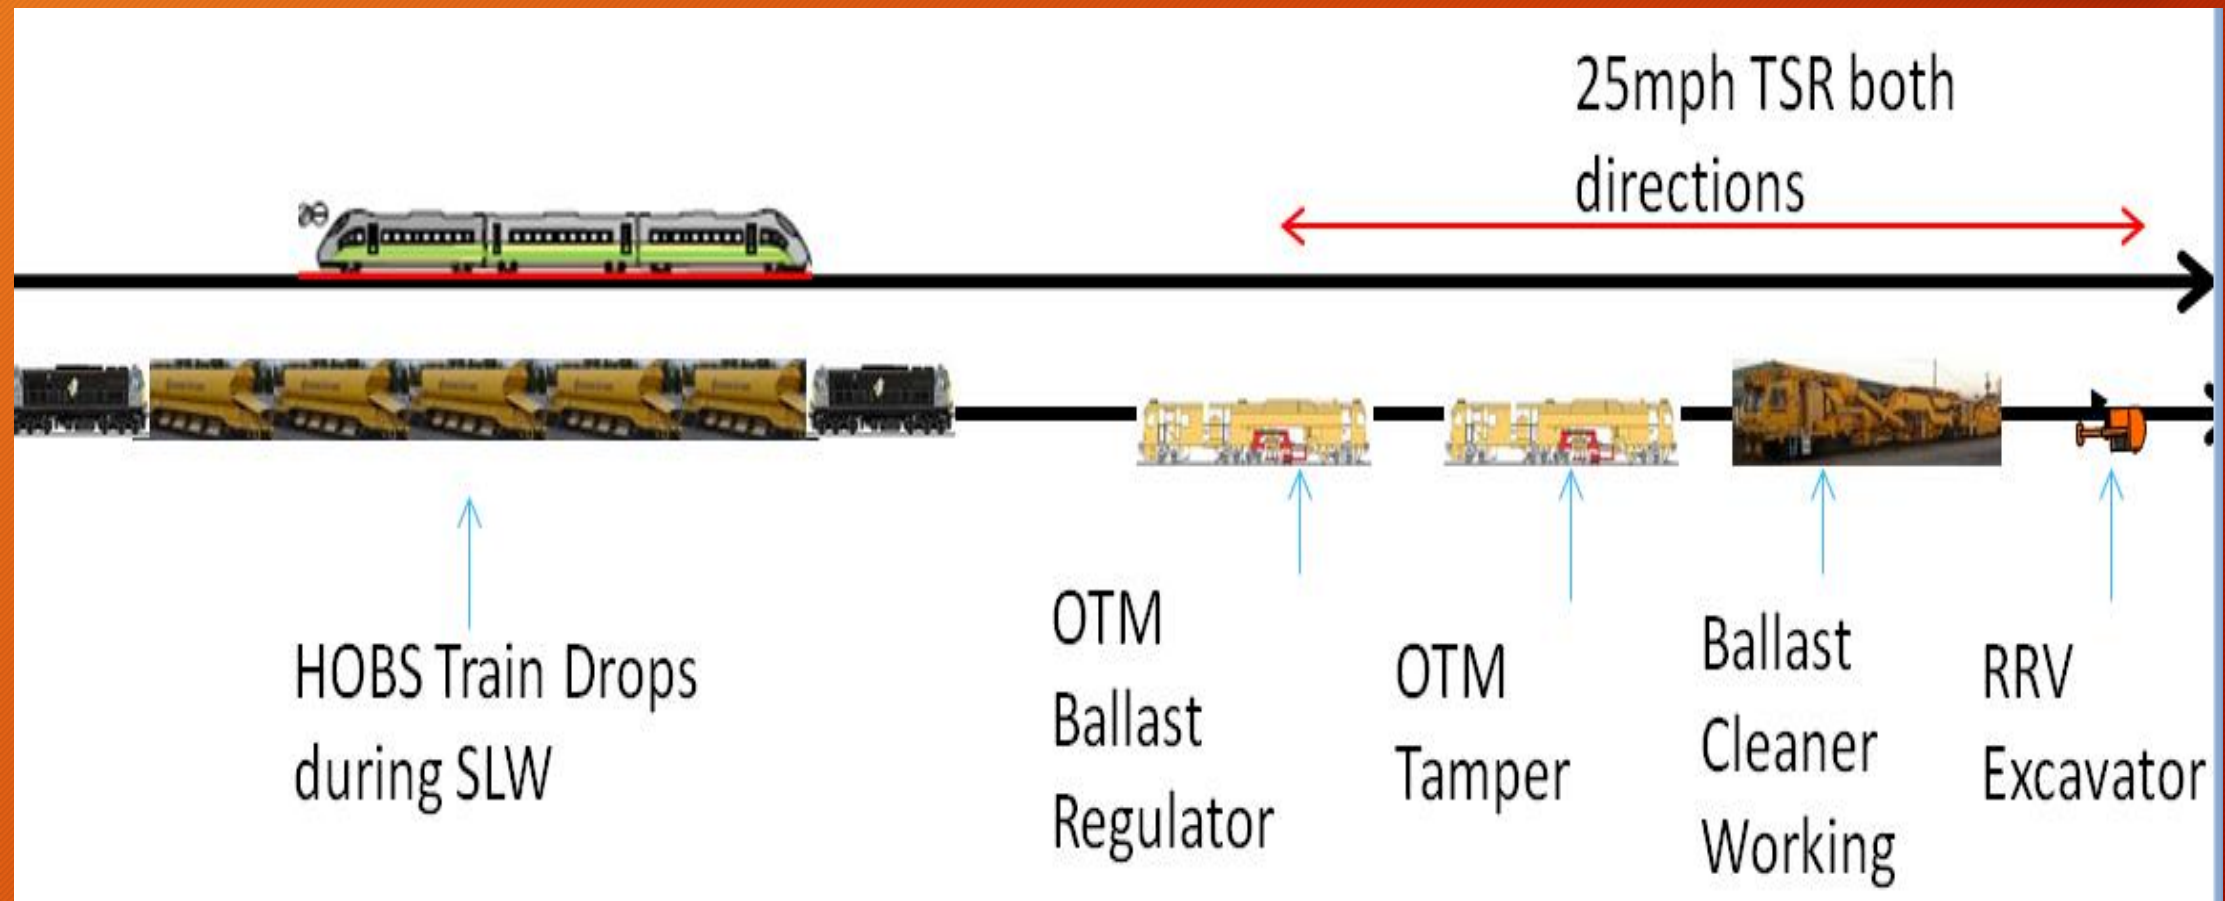 25mph TSR both
directions
HOBS Train Drops
during SLW
OTM
Ballast
Regulator
OTM
Tamper
Ballast
Cleaner
Working
RRV
Excavator